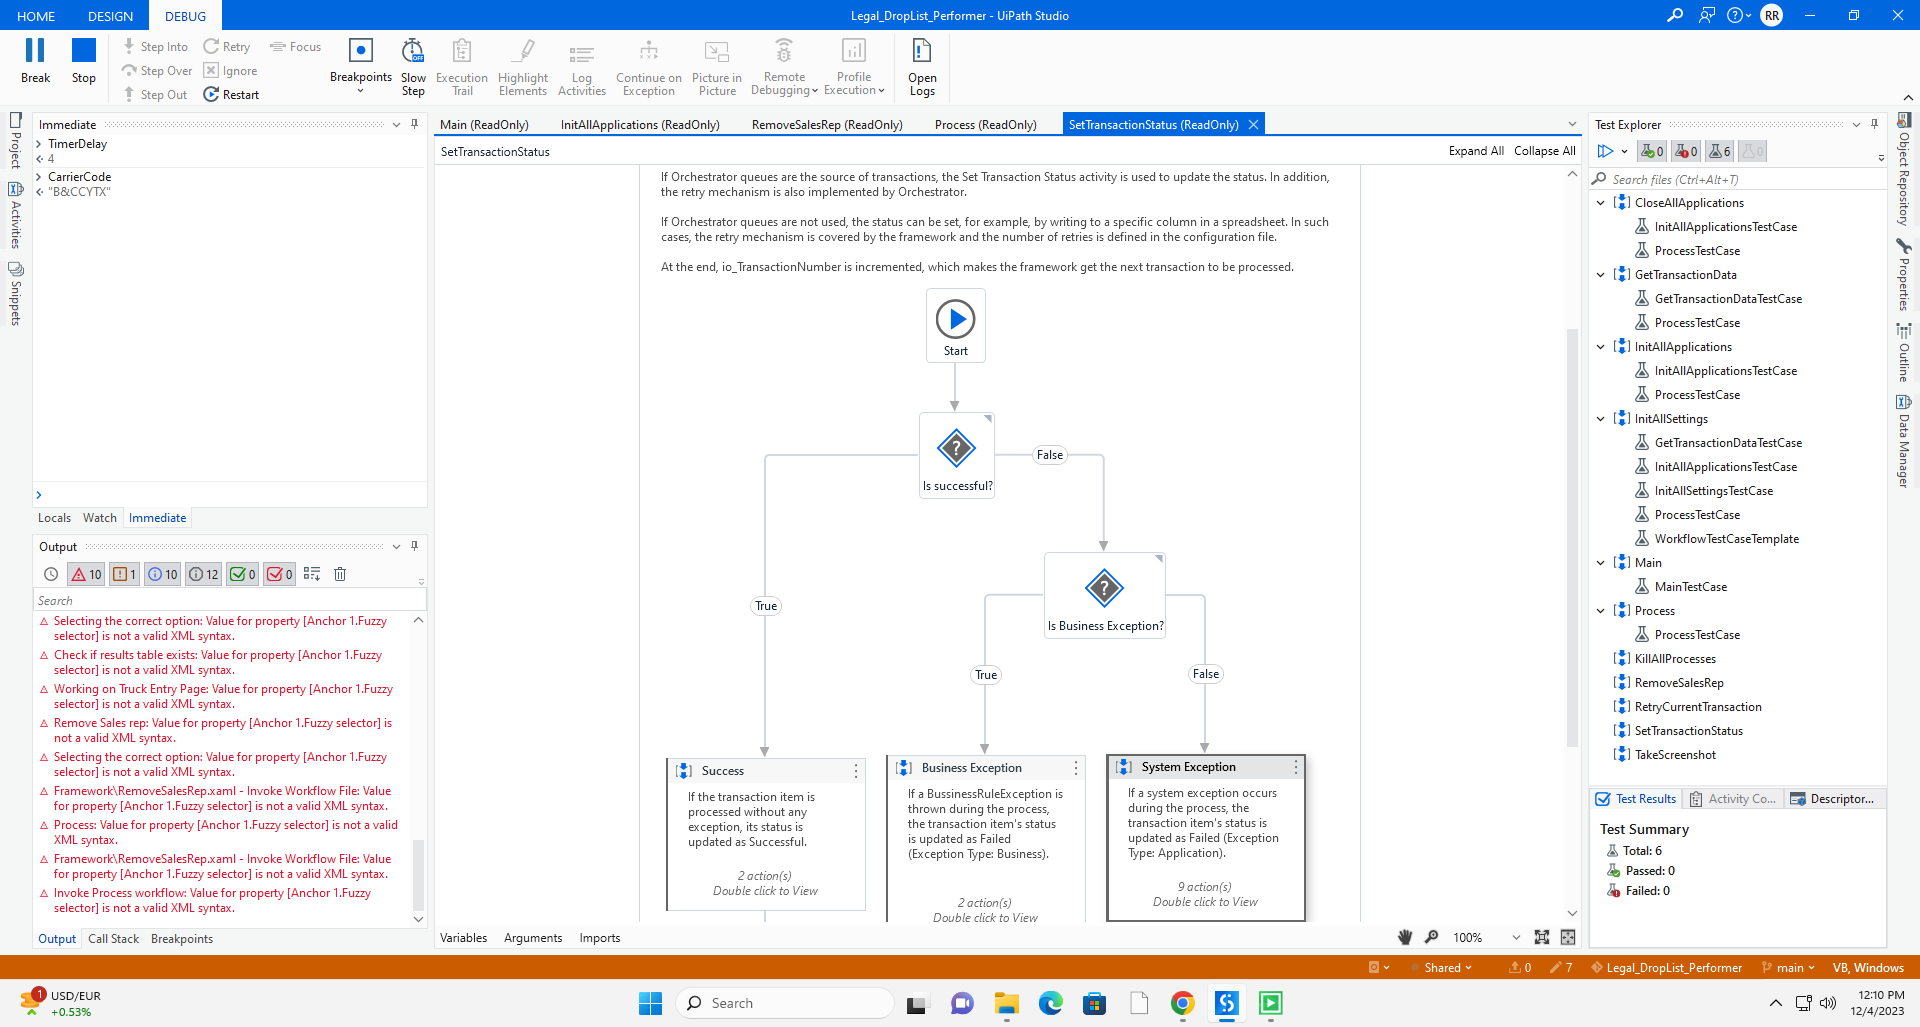 HOME
DESIGN
DEBUG
Legal_DropList_Performer - UiPath Studio
RR
Break
Stop
Step Into
Step Over
Step Out
Retry
Ignore
Restart
Focus
Breakpoints
Slow Step
Execution Trail
Highlight Elements
Log Activities
Continue on Exception
Picture in Picture
Remote Debugging
Profile Execution
Open Logs
Project
Activities
Snippets
Immediate
TimerDelay
4
CarrierCode
"B&CCYTX"
Locals
Watch
Immediate
Output
10
1
10
12
0
0
Search
Selecting the correct option: Value for property [Anchor 1.Fuzzy
selector] is not a valid XML syntax.
Check if results table exists: Value for property [Anchor 1.Fuzzy
selector] is not a valid XML syntax.
Working on Truck Entry Page: Value for property [Anchor 1.Fuzzy
selector] is not a valid XML syntax.
Remove Sales rep: Value for property [Anchor 1.Fuzzy selector] is
not a valid XML syntax.
Selecting the correct option: Value for property [Anchor 1.Fuzzy
selector] is not a valid XML syntax.
Framework\RemoveSalesRep.xaml - Invoke Workflow File: Value
for property [Anchor 1.Fuzzy selector] is not a valid XML syntax.
Process: Value for property [Anchor 1.Fuzzy selector] is not a valid
XML syntax.
Framework\RemoveSalesRep.xaml - Invoke Workflow File: Value
for property [Anchor 1.Fuzzy selector] is not a valid XML syntax.
Invoke Process workflow: Value for property [Anchor 1.Fuzzy
selector] is not a valid XML syntax.
Output
Call Stack
Breakpoints
Main (ReadOnly)
InitAllApplications (ReadOnly)
RemoveSalesRep (ReadOnly)
Process (ReadOnly)
SetTransactionStatus (ReadOnly)
SetTransactionStatus
Expand All
Collapse All
If Orchestrator queues are the source of transactions, the Set Transaction Status activity is used to update the status. In addition,
the retry mechanism is also implemented by Orchestrator.
If Orchestrator queues are not used, the status can be set, for example, by writing to a specific column in a spreadsheet. In such
cases, the retry mechanism is covered by the framework and the number of retries is defined in the configuration file.
At the end, io_TransactionNumber is incremented, which makes the framework get the next transaction to be processed.
Start
Is successful?
False
True
Is Business Exception?
True
False
Success
If the transaction item is
processed without any
exception, its status is
updated as Successful.
2 action(s)
Double click to View
Business Exception
If a BussinessRuleException is
thrown during the process,
the transaction item's status
is updated as Failed
(Exception Type: Business).
2 action(s)
Double click to View
System Exception
If a system exception occurs
during the process, the
transaction item's status is
updated as Failed (Exception
Type: Application).
9 action(s)
Double click to View
Variables
Arguments
Imports
100%
Test Explorer
0
0
6
0
Search files (Ctrl+Alt+T)
CloseAllApplications
InitAllApplicationsTestCase
ProcessTestCase
GetTransactionData
GetTransactionDataTestCase
ProcessTestCase
InitAllApplications
InitAllApplicationsTestCase
ProcessTestCase
InitAllSettings
GetTransactionDataTestCase
InitAllApplicationsTestCase
InitAllSettingsTestCase
ProcessTestCase
WorkflowTestCaseTemplate
Main
MainTestCase
Process
ProcessTestCase
KillAllProcesses
RemoveSalesRep
RetryCurrentTransaction
SetTransactionStatus
TakeScreenshot
Test Results
Activity Co...
Descriptor...
Test Summary
Total: 6
Passed: 0
Failed: 0
Object Repository
Properties
Outline
Data Manager
Shared
0
7
Legal_DropList_Performer
main
VB, Windows
1
USD/EUR
+0.53%
Search
12:10 PM
12/4/2023